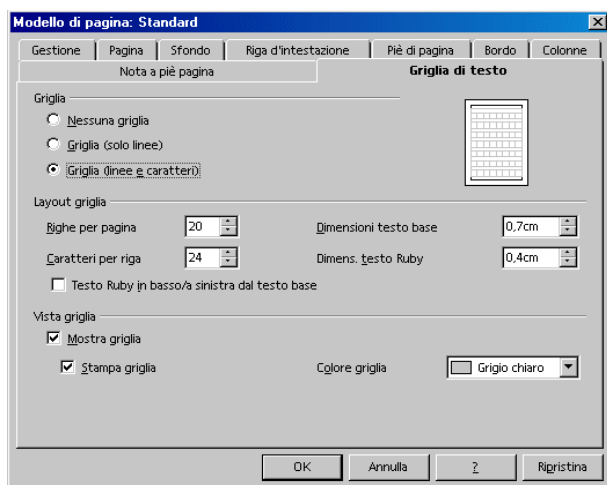 Modello di pagina: Standard
Gestione Pagina Sfondo Riga d'intestazione Piè di pagina Bordo Colonne
Nota a piè pagina Griglia di testo
Griglia
Nessuna griglia
Griglia (solo linee)
Griglia (linee e caratteri)
Layout griglia
Righe per pagina 20 Dimensioni testo base 0,7cm
Caratteri per riga 24 Dimens. testo Ruby 0,4cm
Testo Ruby in basso/a sinistra dal testo base
Vista griglia
Mostra griglia
Stampa griglia Colore griglia Grigio chiaro
OK Annulla ? Ripristina